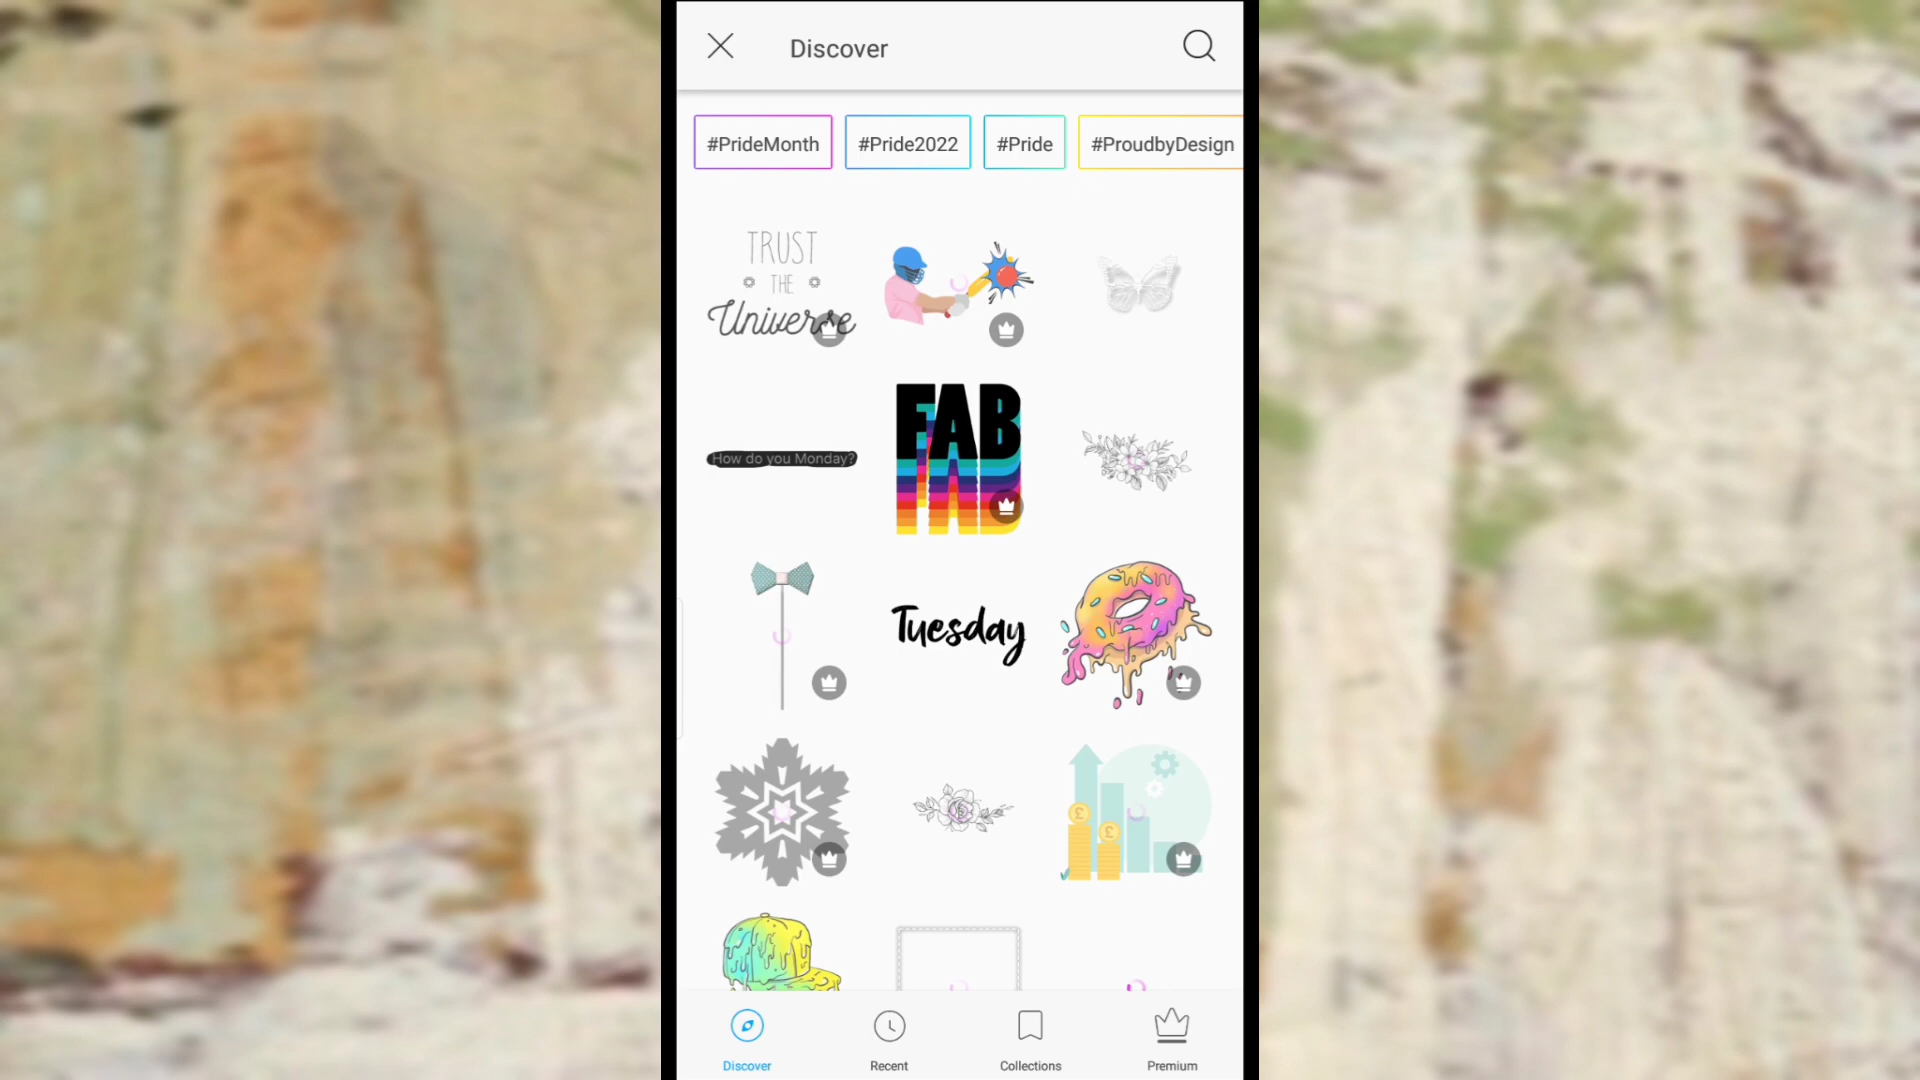 Discover
#PrideMonth #Pride2022 #Pride #ProudbyDesign
TRUST
THE
Universe
How do you Monday?
FAB
Tuesday
£
£
Discover Recent Collections Premium